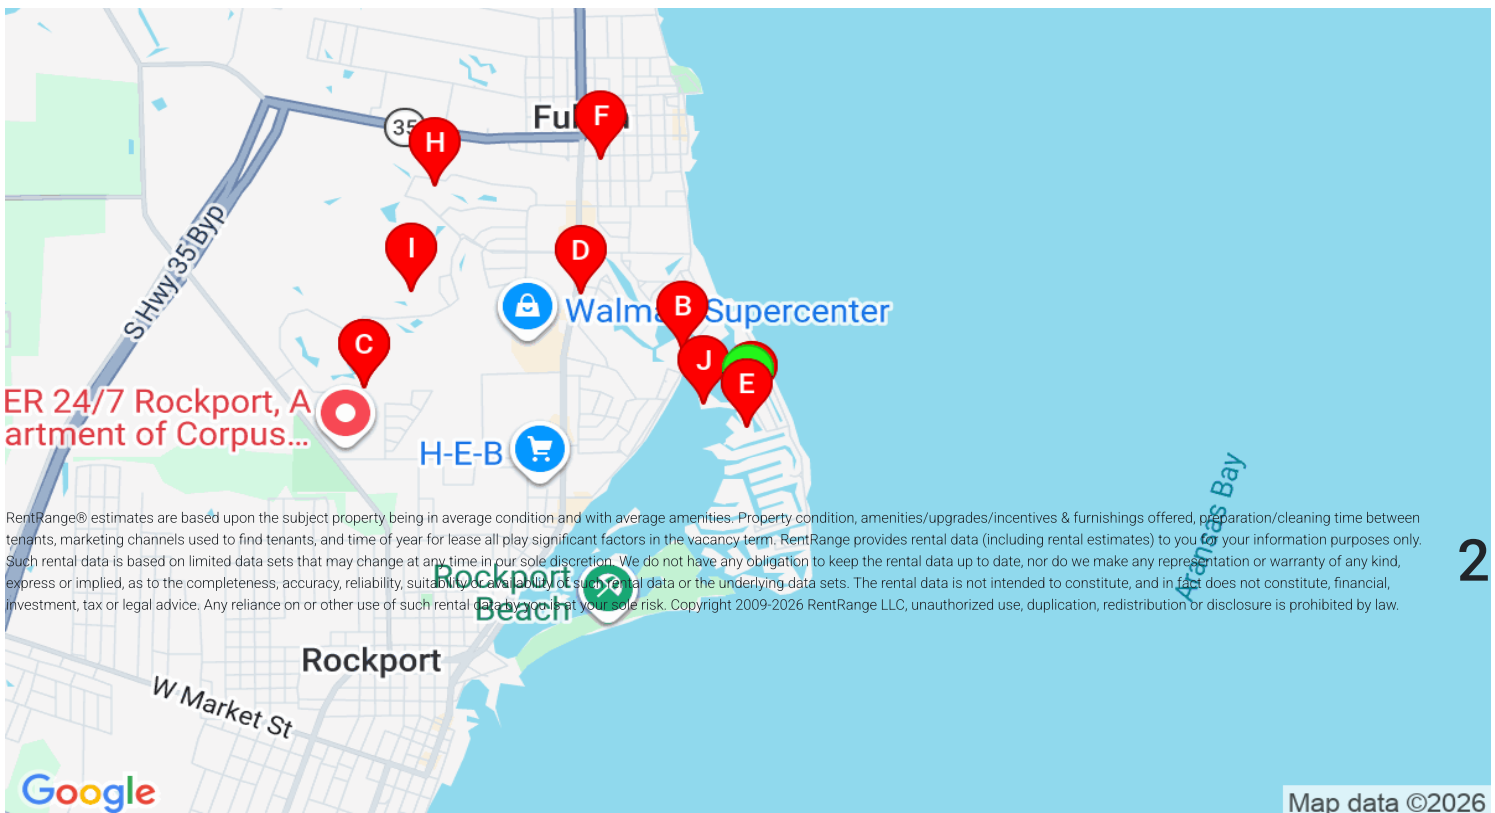 F
35
H
S Hwy 35 Byp
I
D
B
Supercenter
C
J
E
ER 24/7 Rockport, A
artment of Corpus...
H-E-B
Aransas Bay
RentRange® estimates are based upon the subject property being in average condition and with average amenities. Property condition, amenities/upgrades/incentives & furnishings offered, preparation/cleaning time between
tenants, marketing channels used to find tenants, and time of year for lease all play significant factors in the vacancy term. RentRange provides rental data (including rental estimates) to you for your information purposes only.
Such rental data is based on limited data sets that may change at any time in our sole discretion. We do not have any obligation to keep the rental data up to date, nor do we make any representation or warranty of any kind,
express or implied, as to the completeness, accuracy, reliability, suitability or availability of such rental data or the underlying data sets. The rental data is not intended to constitute, and in fact does not constitute, financial,
investment, tax or legal advice. Any reliance on or other use of such rental data by you is at your sole risk. Copyright 2009-2026 RentRange LLC, unauthorized use, duplication, redistribution or disclosure is prohibited by law.
2
Rockport
Beach
Rockport
W Market St
Google
Map data ©2026